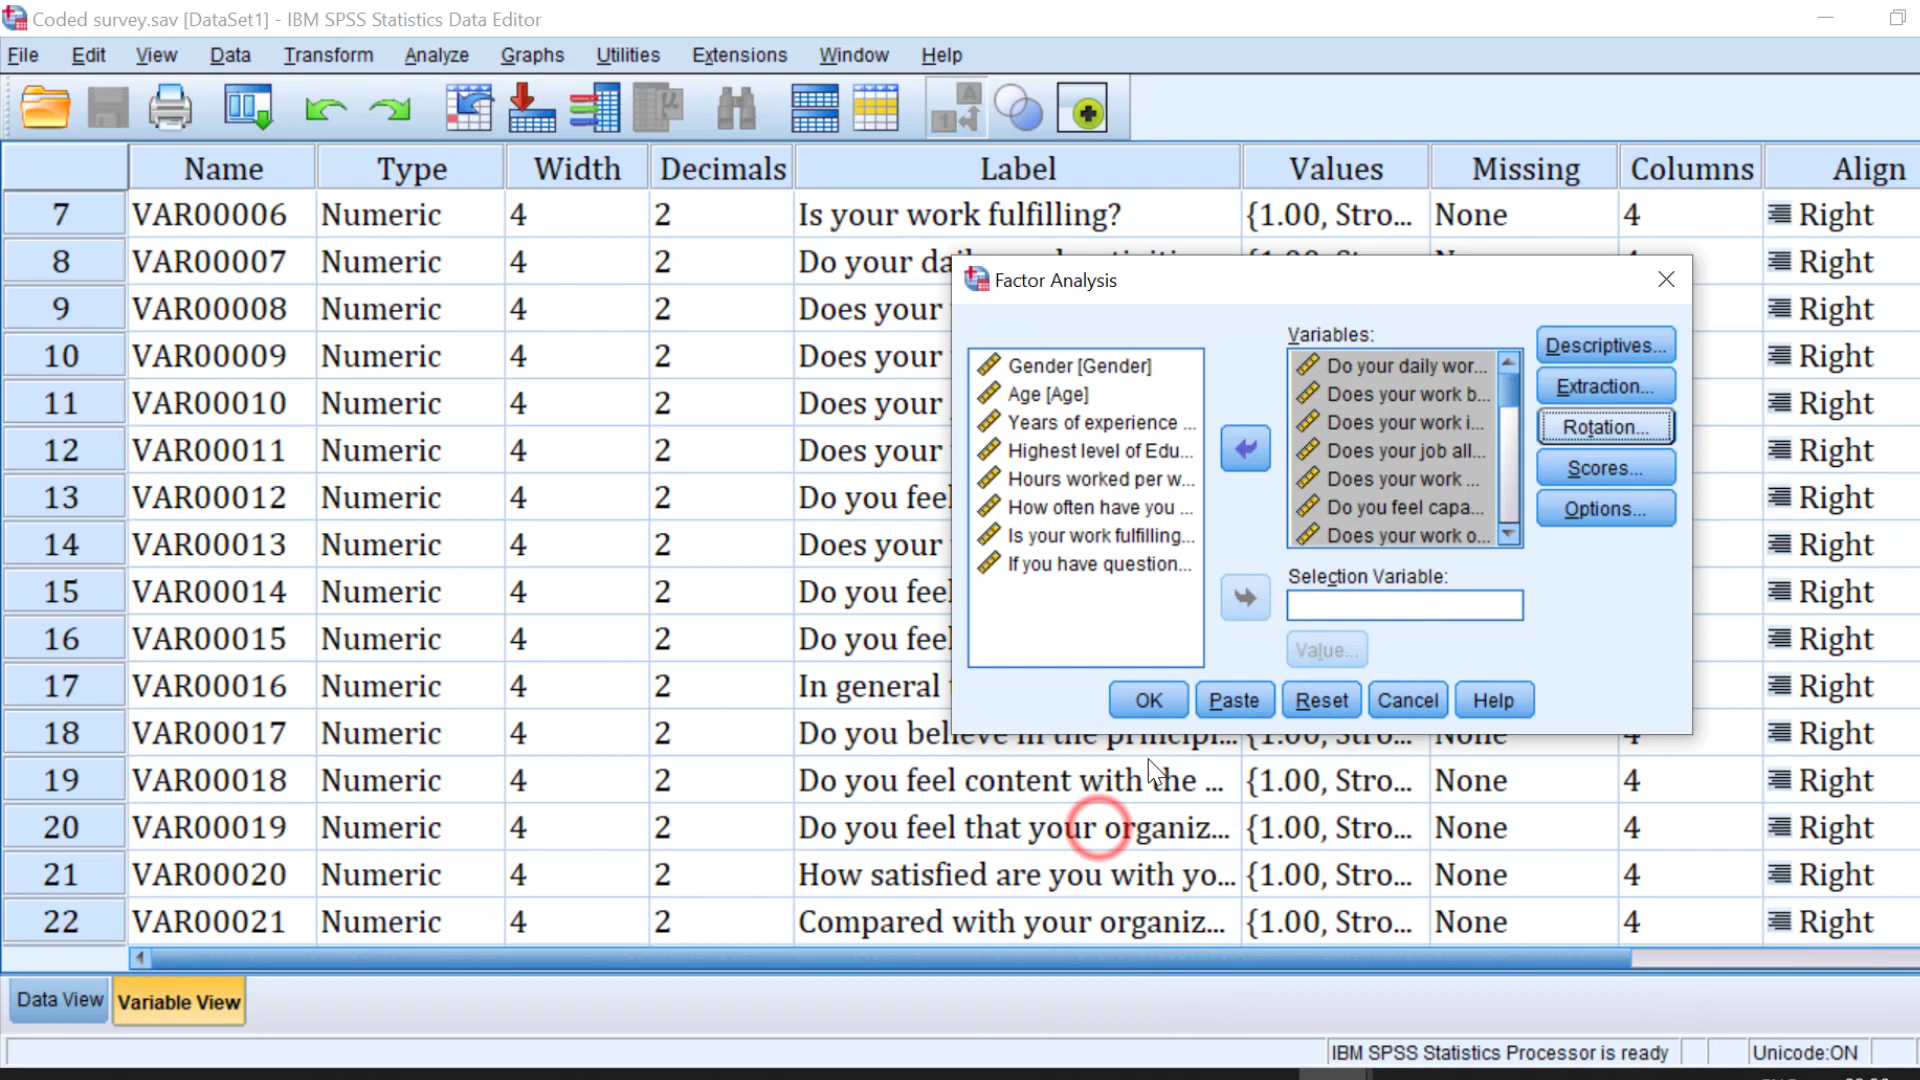 Coded survey.sav [DataSet1] - IBM SPSS Statistics Data Editor
File Edit View Data Transform Analyze Graphs Utilities Extensions Window Help
Name Type Width Decimals Label Values Missing Columns Align
7 VAR00006 Numeric 4 2 Is your work fulfilling? {1.00, Stro... None 4 Right
8 VAR00007 Numeric 4 2 Do your da Right
9 VAR00008 Numeric 4 2 Does your Right
10 VAR00009 Numeric 4 2 Does your Right
11 VAR00010 Numeric 4 2 Does your Right
12 VAR00011 Numeric 4 2 Does your Right
13 VAR00012 Numeric 4 2 Do you feel Right
14 VAR00013 Numeric 4 2 Does your Right
15 VAR00014 Numeric 4 2 Do you feel Right
16 VAR00015 Numeric 4 2 Do you feel Right
17 VAR00016 Numeric 4 2 In general Right
18 VAR00017 Numeric 4 2 Do you believe in the principl... {1.00, Stro... None 4 Right
19 VAR00018 Numeric 4 2 Do you feel content with the ... {1.00, Stro... None 4 Right
20 VAR00019 Numeric 4 2 Do you feel that your organiz... {1.00, Stro... None 4 Right
21 VAR00020 Numeric 4 2 How satisfied are you with yo... {1.00, Stro... None 4 Right
22 VAR00021 Numeric 4 2 Compared with your organiz... {1.00, Stro... None 4 Right
Factor Analysis
Gender [Gender]
Age [Age]
Years of experience ...
Highest level of Edu...
Hours worked per w...
How often have you ...
Is your work fulfilling...
If you have question...
Variables:
Do your daily wor...
Does your work b...
Does your work i...
Does your job all...
Does your work ...
Do you feel capa...
Does your work o...
Selection Variable:
Value...
Descriptives...
Extraction...
Rotation...
Scores...
Options...
OK Paste Reset Cancel Help
Data View Variable View
IBM SPSS Statistics Processor is ready Unicode:ON